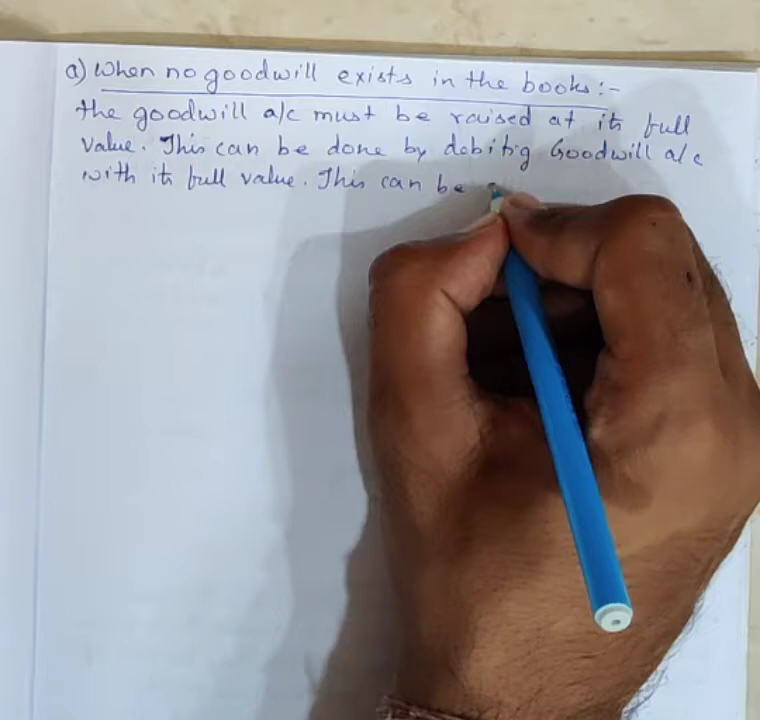 a) When no goodwill exists in the books:-
the goodwill a/c must be raised at its full
value. This can be done by debitig Goodwill a/c
with its full value. This can be